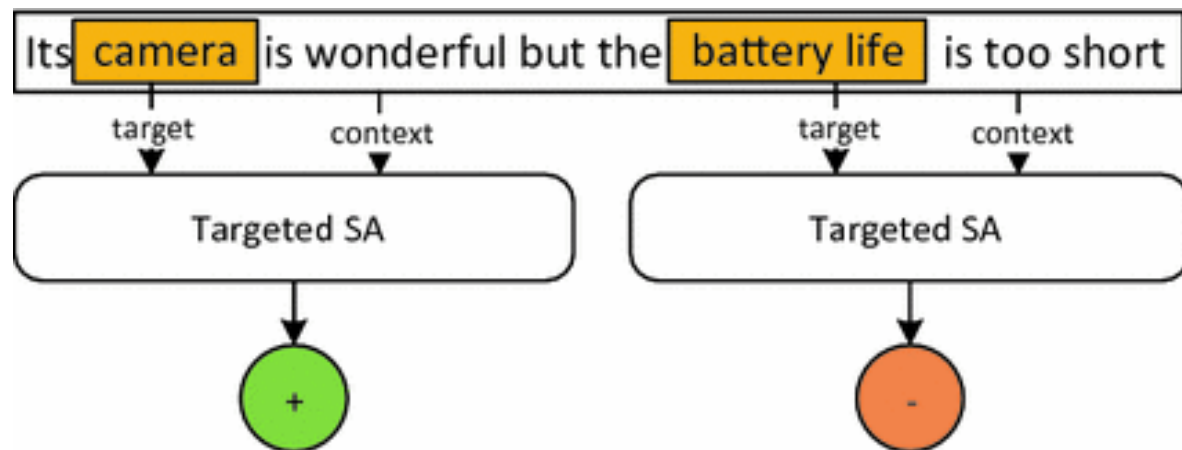 Its camera is wonderful but the battery life is too short
target context target context
Targeted SA Targeted SA
+ -